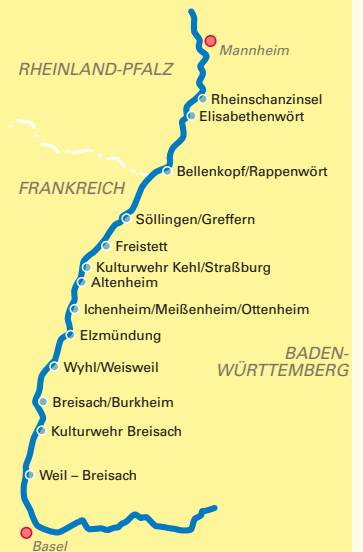 Mannheim
RHEINLAND-PFALZ
Rheinschanzinsel
Elisabethenwört
Bellenkopf/Rappenwört
FRANKREICH
Söllingen/Greffern
Freistett
Kulturwehr Kehl/Straßburg
Altenheim
Ichenheim/Meißenheim/Ottenheim
Elzmündung
BADEN-
WÜRTTEMBERG
Wyhl/Weisweil
Breisach/Burkheim
Kulturwehr Breisach
Weil – Breisach
Basel